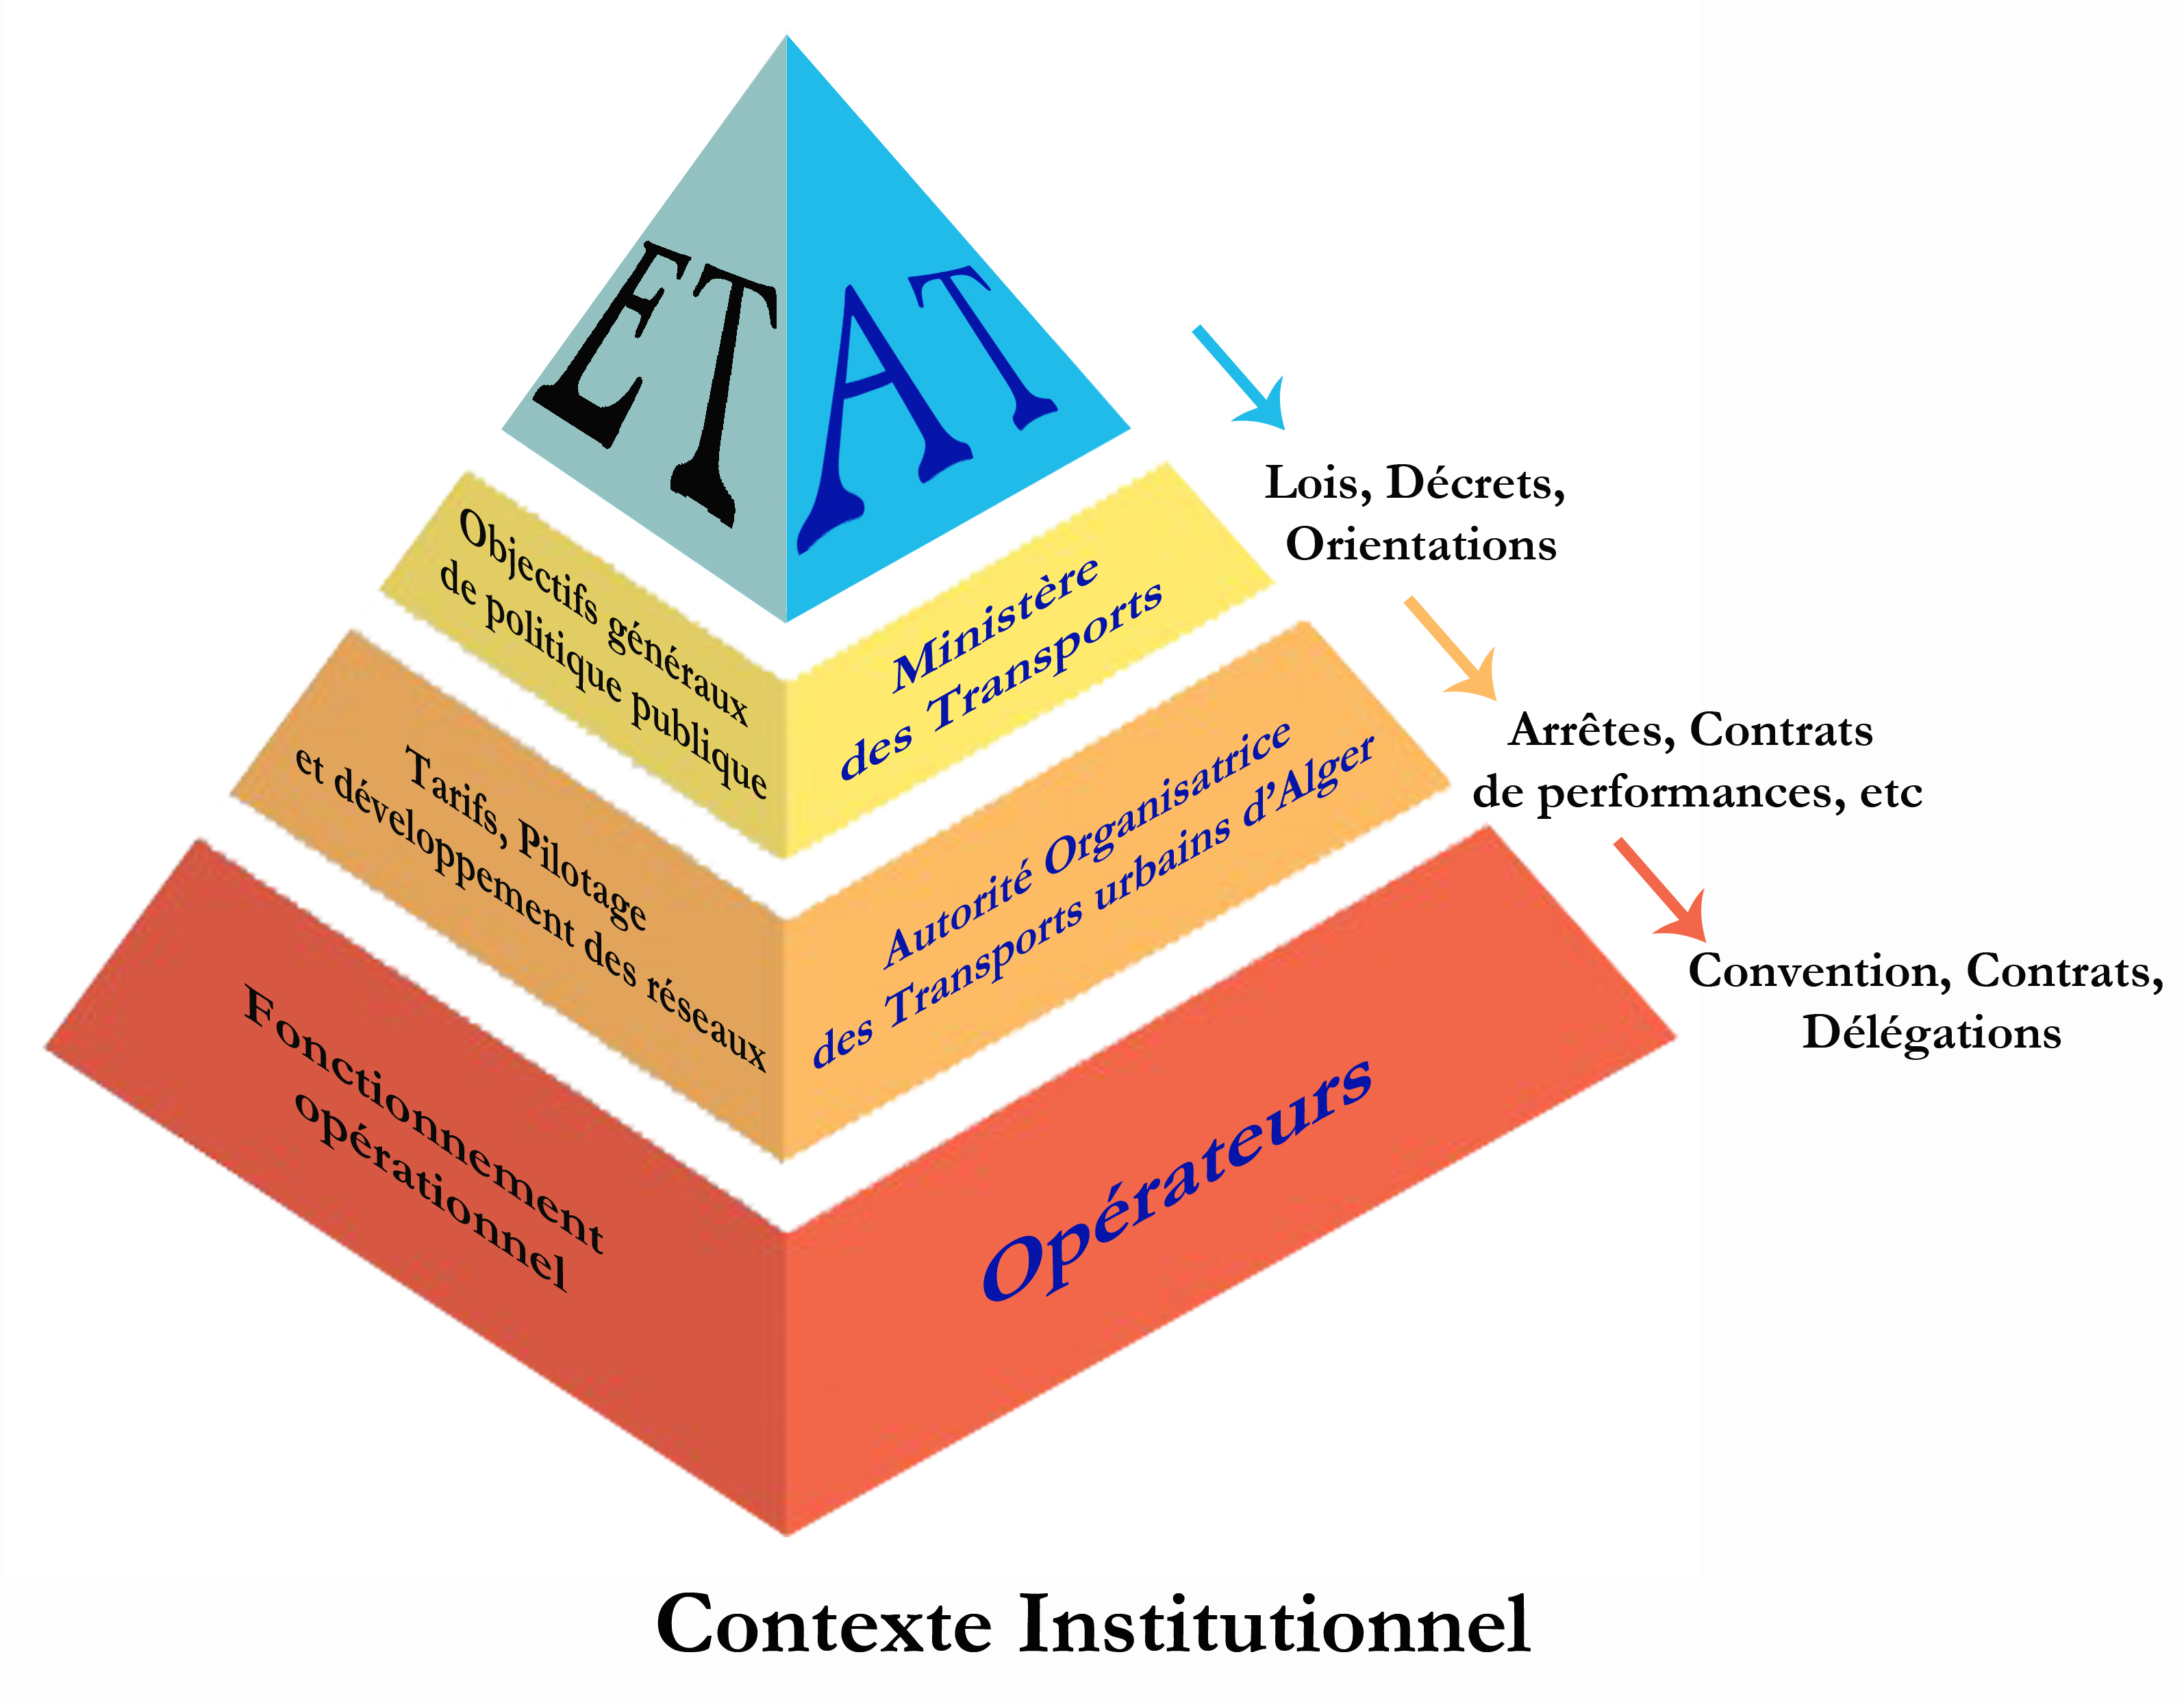 ETAT
Lois, Décrets,
Orientations
Objectifs généraux
de politique publique
Ministère
des Transports
Arrêtes, Contrats
de performances, etc
Tarifs, Pilotage
et développement des réseaux
Autorité Organisatrice
des Transports urbains d’Alger
Convention, Contrats,
Délégations
Fonctionnement
opérationnel
Opérateurs
Contexte Institutionnel